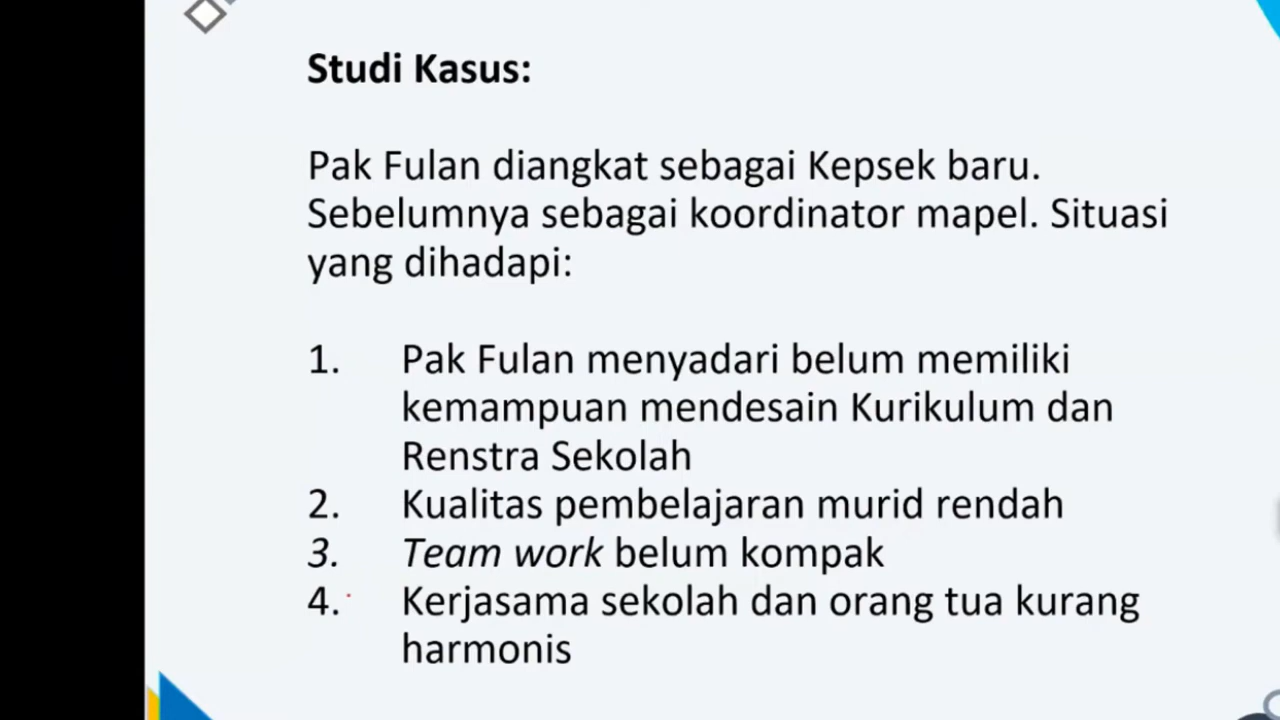 Studi Kasus:
Pak Fulan diangkat sebagai Kepsek baru.
Sebelumnya sebagai koordinator mapel. Situasi
yang dihadapi:
1. Pak Fulan menyadari belum memiliki
kemampuan mendesain Kurikulum dan
Renstra Sekolah
2. Kualitas pembelajaran murid rendah
3. Team work belum kompak
4. Kerjasama sekolah dan orang tua kurang
harmonis